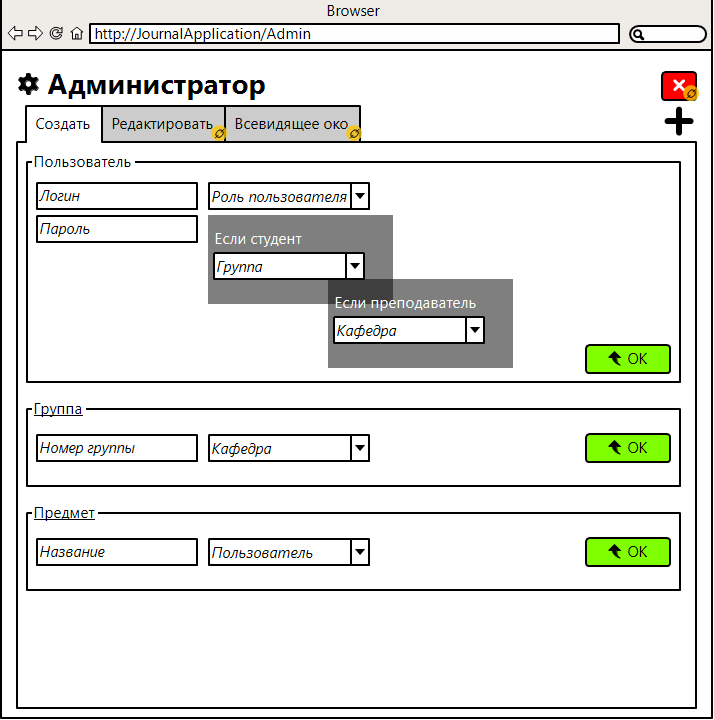 Browser
http://JournalApplication/Admin
Администратор
Создать
Редактировать
Всевидящее око
Пользователь
Логин
Роль пользователя
Пароль
Если студент
Группа
Если преподаватель
Кафедра
OK
Группа
Номер группы
Кафедра
OK
Предмет
Название
Пользователь
OK